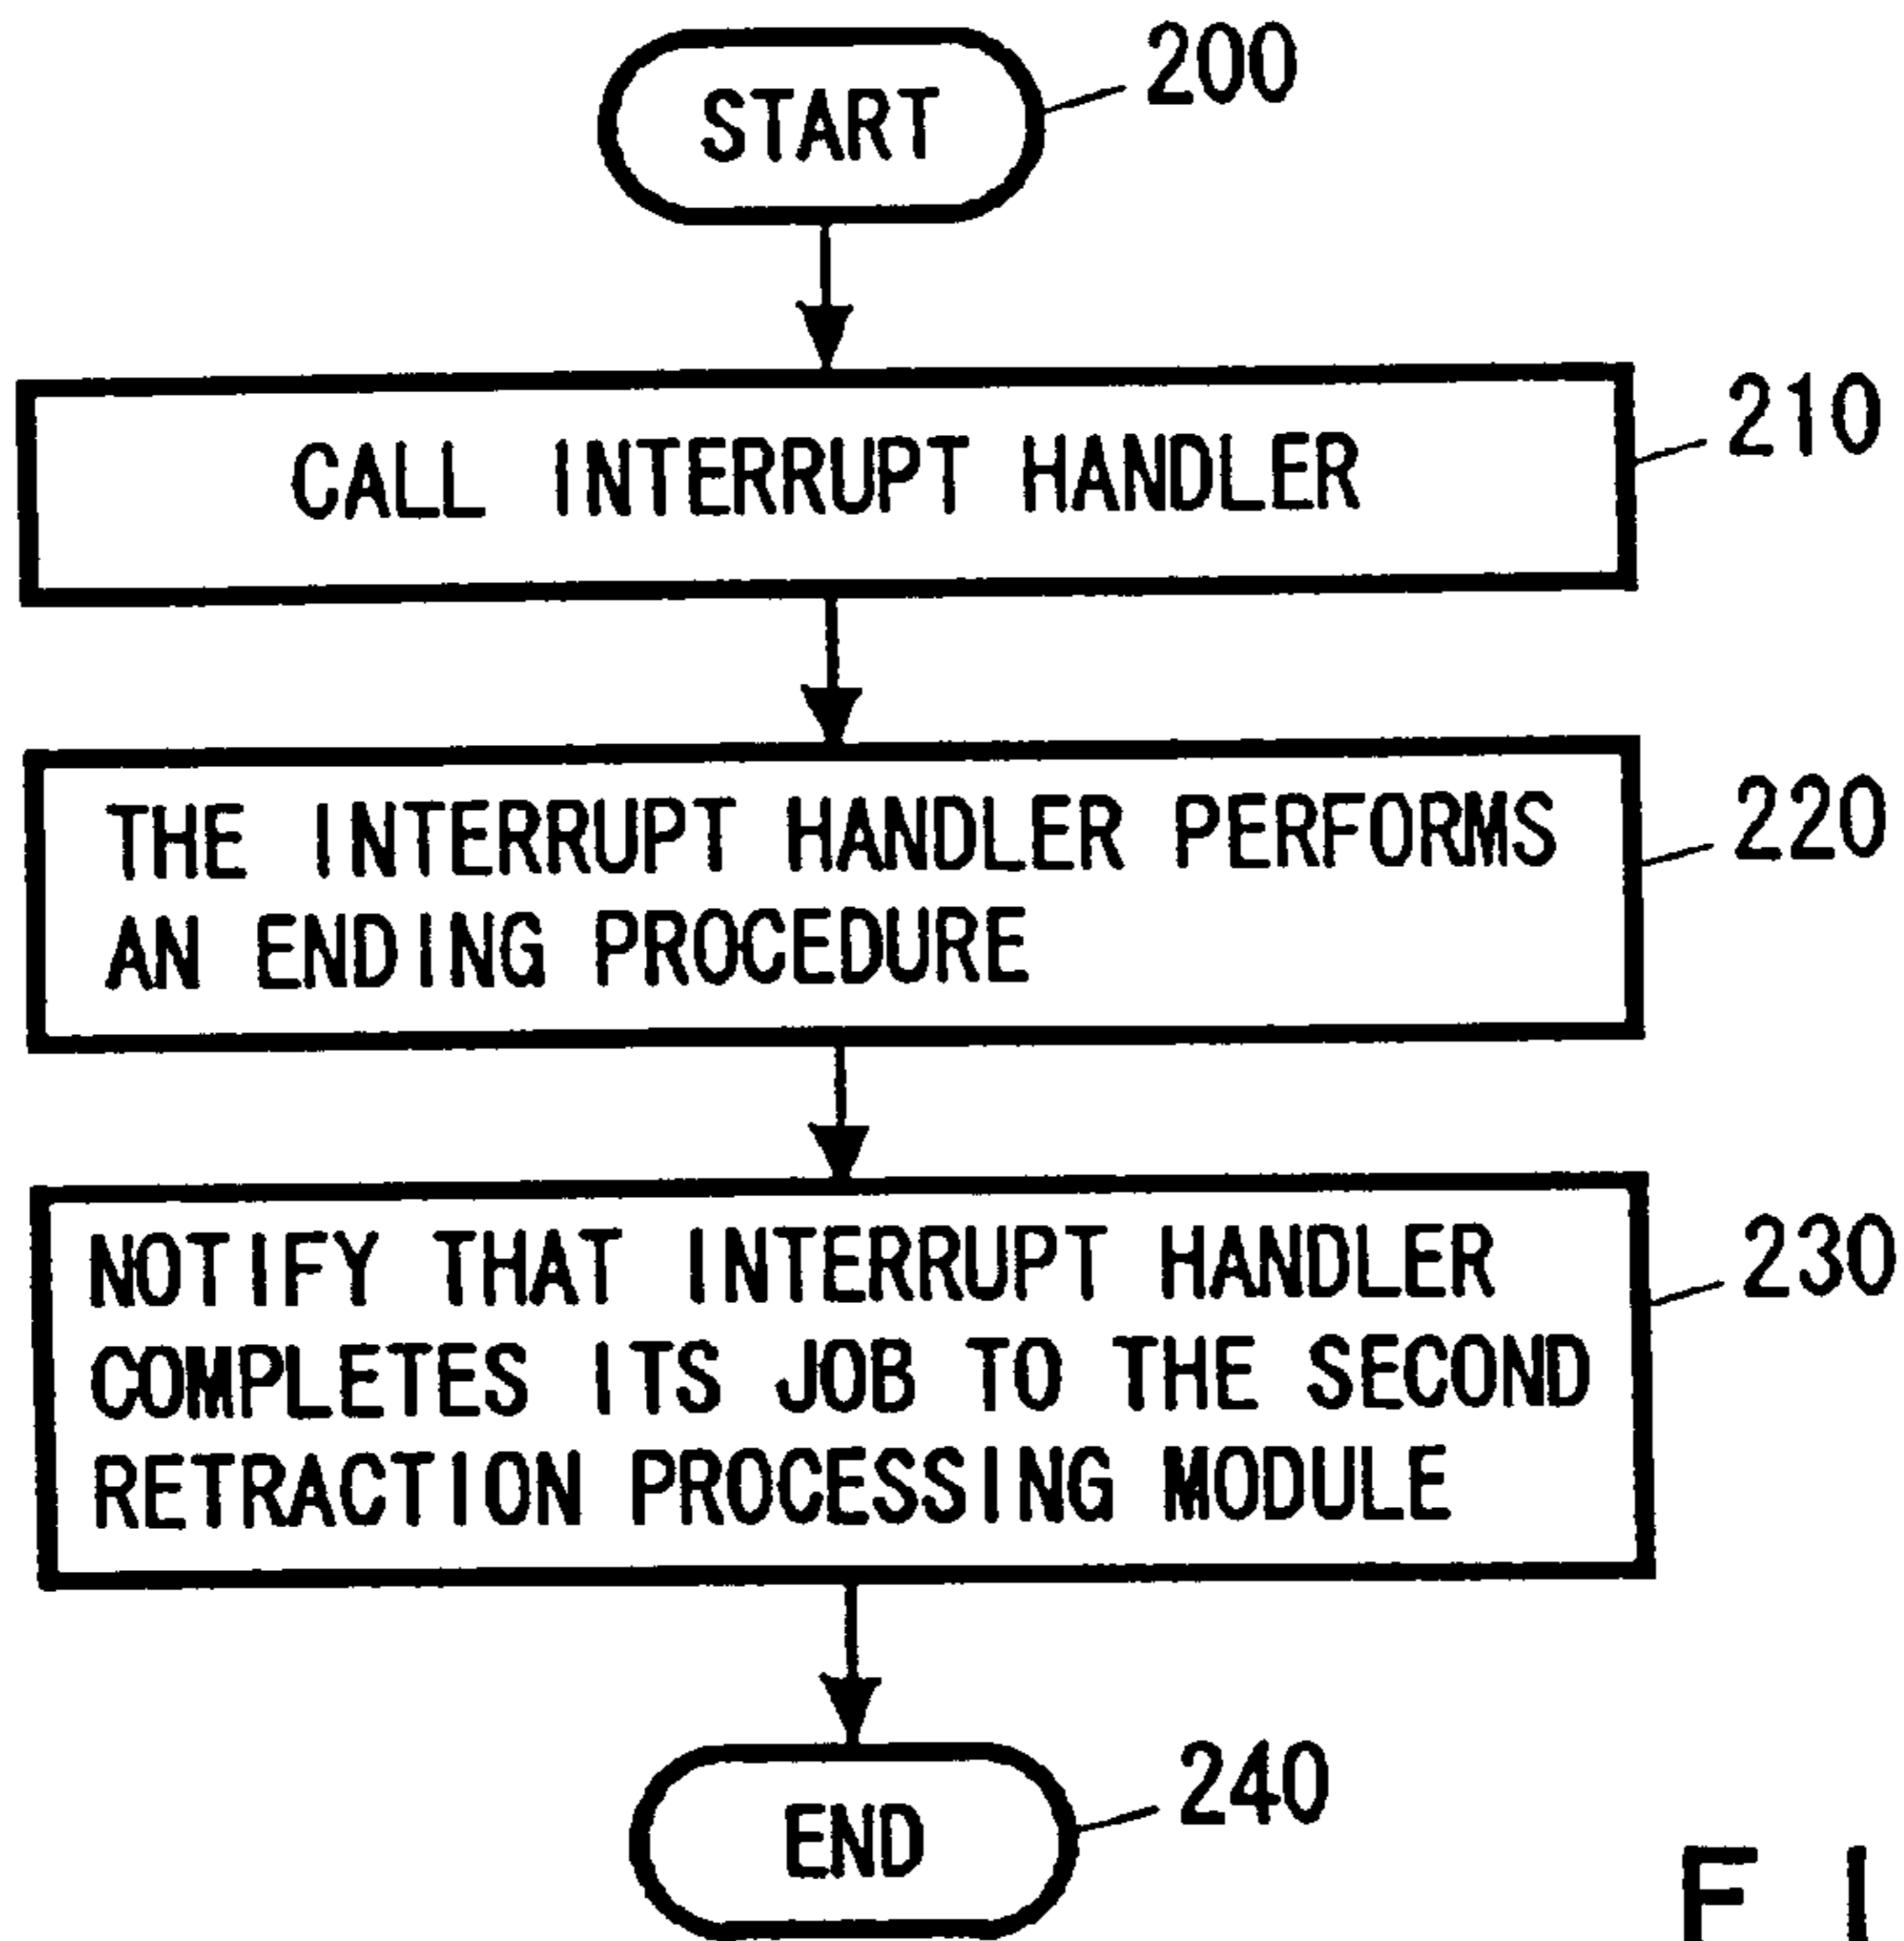 START
200
CALL INTERRUPT HANDLER
210
THE INTERRUPT HANDLER PERFORMS
AN ENDING PROCEDURE
220
NOTIFY THAT INTERRUPT HANDLER
COMPLETES ITS JOB TO THE SECOND
RETRACTION PROCESSING MODULE
230
END
240